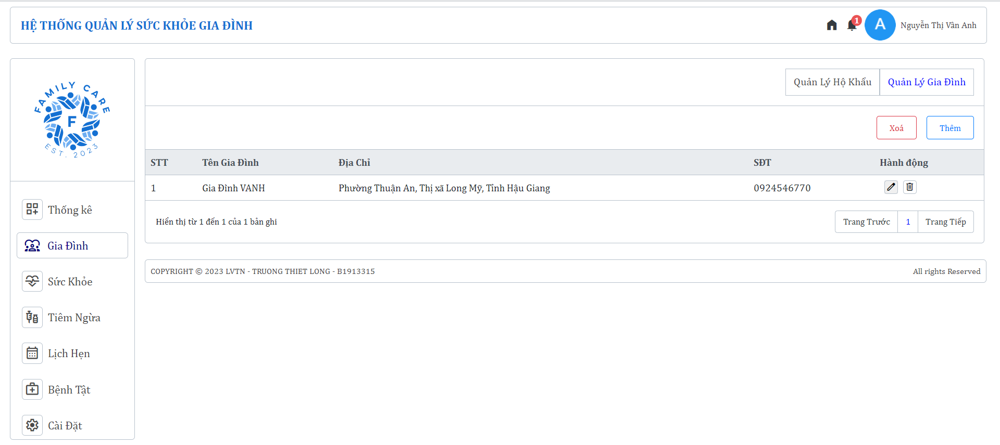 HỆ THỐNG QUẢN LÝ SỨC KHỎE GIA ĐÌNH
1
A
Nguyễn Thị Vân Anh
FAMILY CARE
F
EST. 2023
Thống kê
Gia Đình
Sức Khỏe
Tiêm Ngừa
Lịch Hẹn
Bệnh Tật
Cài Đặt
Quản Lý Hộ Khẩu Quản Lý Gia Đình
Xoá Thêm
STT Tên Gia Đình Địa Chỉ SĐT Hành động
1 Gia Đình VANH Phường Thuận An, Thị xã Long Mỹ, Tỉnh Hậu Giang 0924546770
Hiển thị từ 1 đến 1 của 1 bản ghi Trang Trước 1 Trang Tiếp
COPYRIGHT © 2023 LVTN - TRUONG THIET LONG - B1913315 All rights Reserved